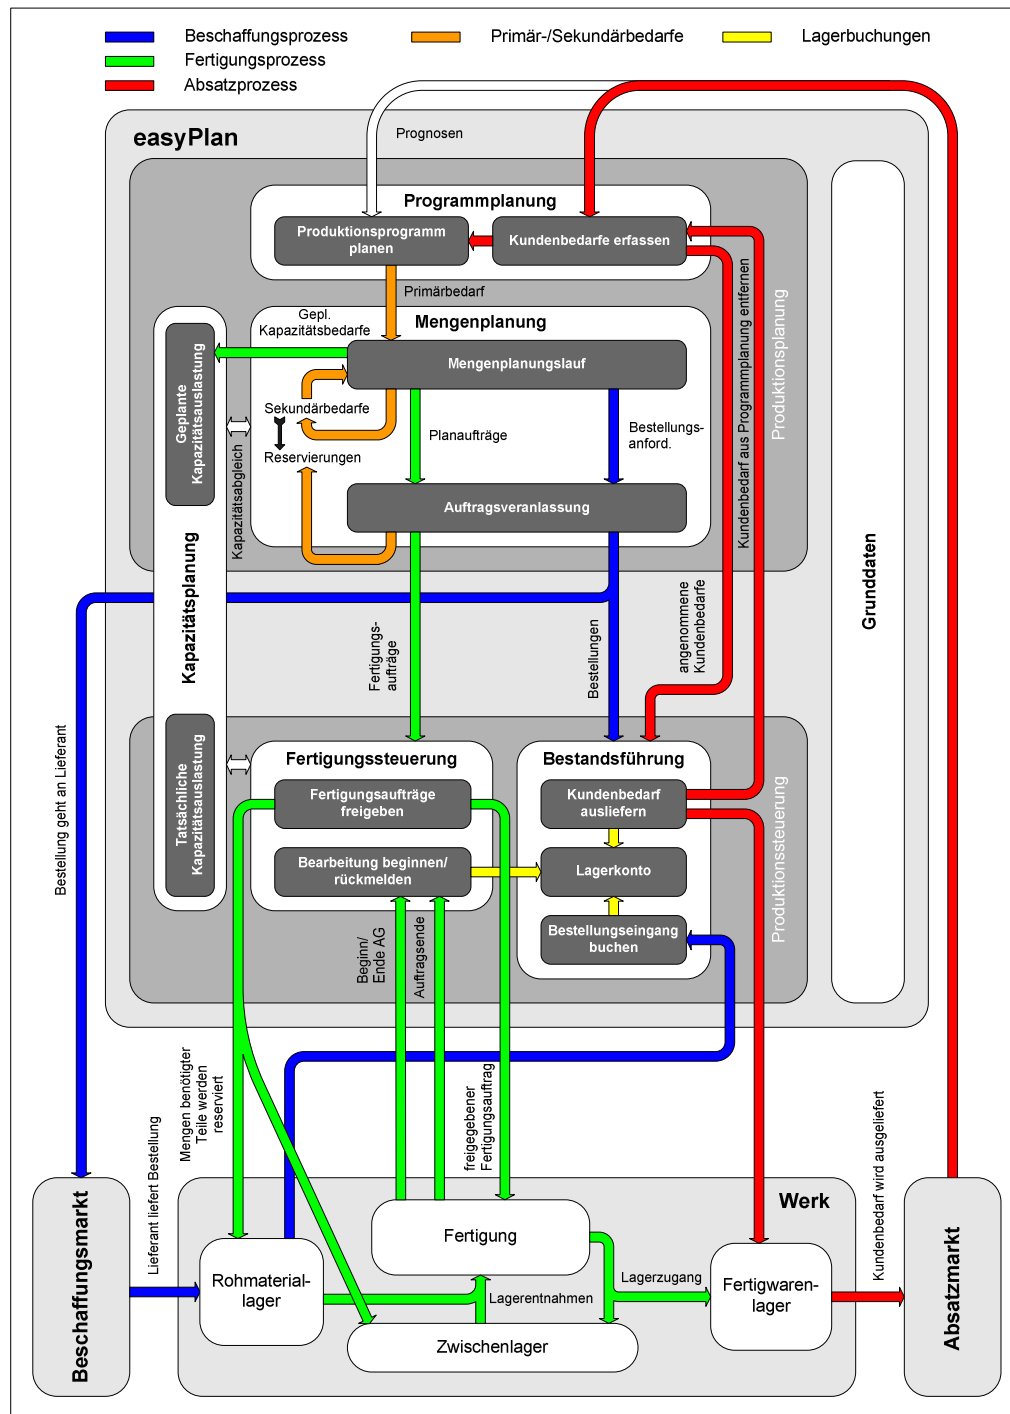 Beschaffungsprozess
Primär-/Sekundärbedarfe
Lagerbuchungen
Fertigungsprozess
Absatzprozess
easyPlan
Prognosen
Programmplanung
Produktionsprogramm
planen
Kundenbedarfe erfassen
Primärbedarf
Gepl.
Kapazitätsbedarfe
Mengenplanung
Mengenplanungslauf
Sekundärbedarfe
Reservierungen
Planaufträge
Bestellungs-
anford.
Auftragsveranlassung
Geplante
Kapazitätsauslastung
Kapazitätsabgleich
Kapazitätsplanung
Tatsächliche
Kapazitätsauslastung
Produktionsplanung
Kundenbedarf aus Programmplanung entfernen
angenommene
Kundenbedarfe
Grunddaten
Fertigungs-
aufträge
Bestellungen
Bestellung geht an Lieferant
Fertigungssteuerung
Fertigungsaufträge
freigeben
Bearbeitung beginnen/
rückmelden
Bestandsführung
Kundenbedarf
ausliefern
Lagerkonto
Bestellungseingang
buchen
Produktionssteuerung
Beginn/
Ende AG
Auftragsende
Mengen benötigter
Teile werden
reserviert
freigegebener
Fertigungsauftrag
Lieferant liefert Bestellung
Kundenbedarf wird ausgeliefert
Beschaffungsmarkt
Werk
Fertigung
Rohmaterial-
lager
Lagerentnahmen
Lagerzugang
Zwischenlager
Fertigwaren-
lager
Absatzmarkt